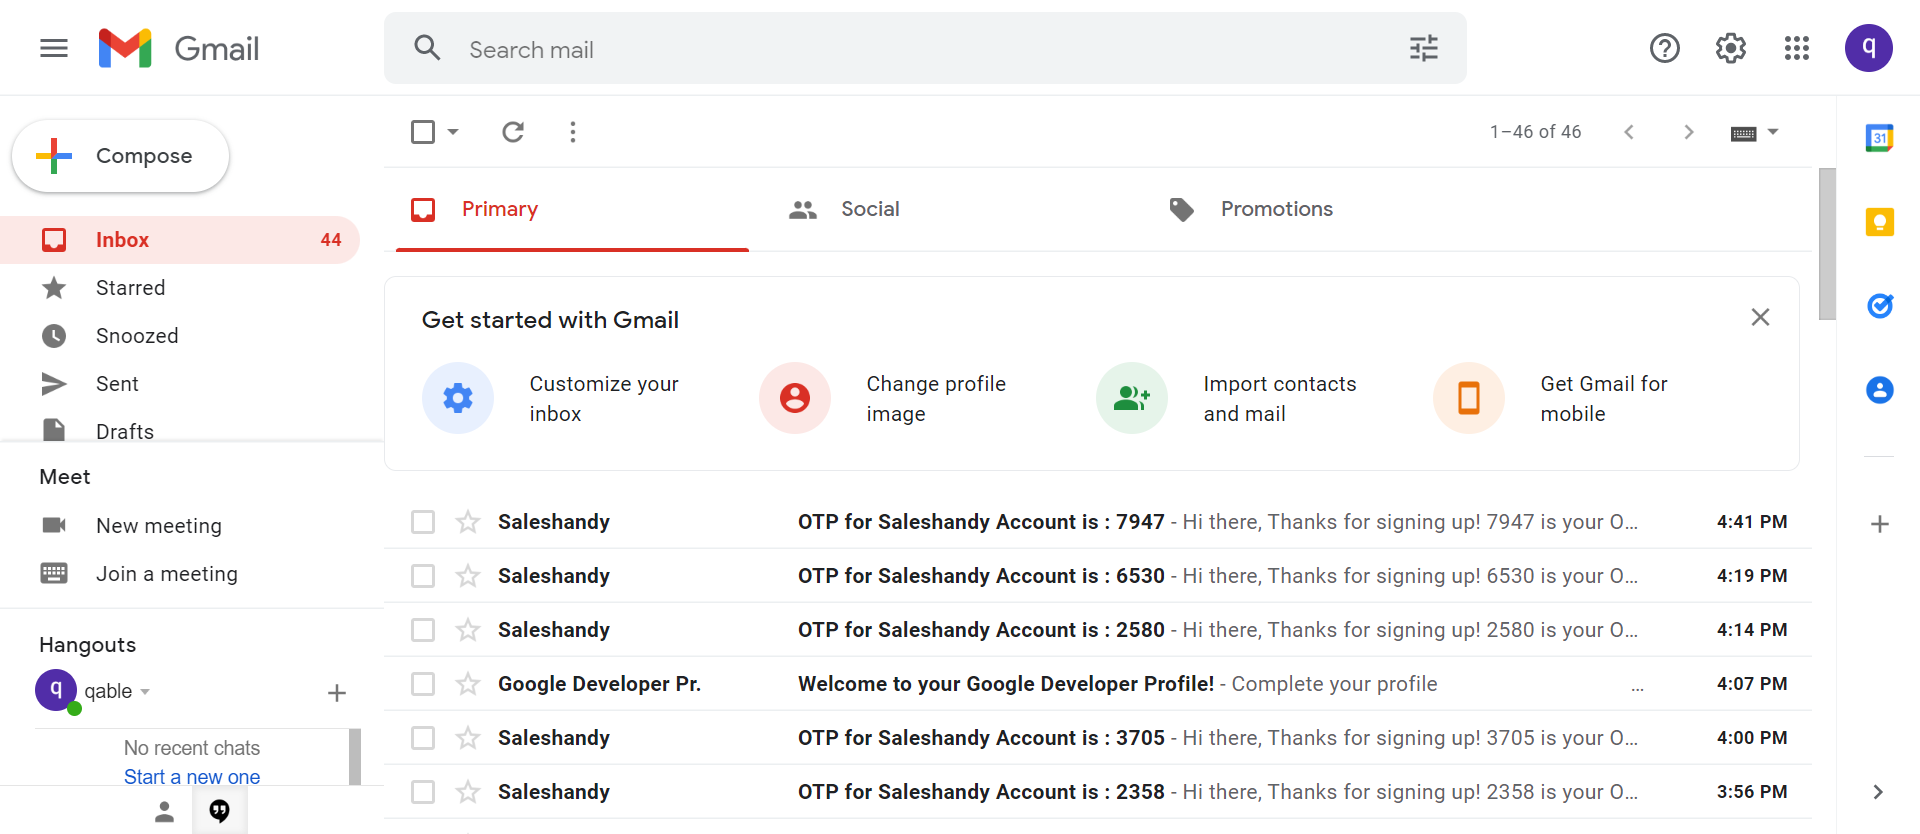 Gmail
Search mail
q
Compose
1–46 of 46
31
Primary
Social
Promotions
Inbox 44
Starred
Snoozed
Sent
Drafts
Get started with Gmail
Customize your
inbox
Change profile
image
Import contacts
and mail
Get Gmail for
mobile
Meet
New meeting
Join a meeting
Hangouts
q qable
No recent chats
Start a new one
Saleshandy OTP for Saleshandy Account is : 7947 - Hi there, Thanks for signing up! 7947 is your O... 4:41 PM
Saleshandy OTP for Saleshandy Account is : 6530 - Hi there, Thanks for signing up! 6530 is your O... 4:19 PM
Saleshandy OTP for Saleshandy Account is : 2580 - Hi there, Thanks for signing up! 2580 is your O... 4:14 PM
Google Developer Pr. Welcome to your Google Developer Profile! - Complete your profile ... 4:07 PM
Saleshandy OTP for Saleshandy Account is : 3705 - Hi there, Thanks for signing up! 3705 is your O... 4:00 PM
Saleshandy OTP for Saleshandy Account is : 2358 - Hi there, Thanks for signing up! 2358 is your O... 3:56 PM